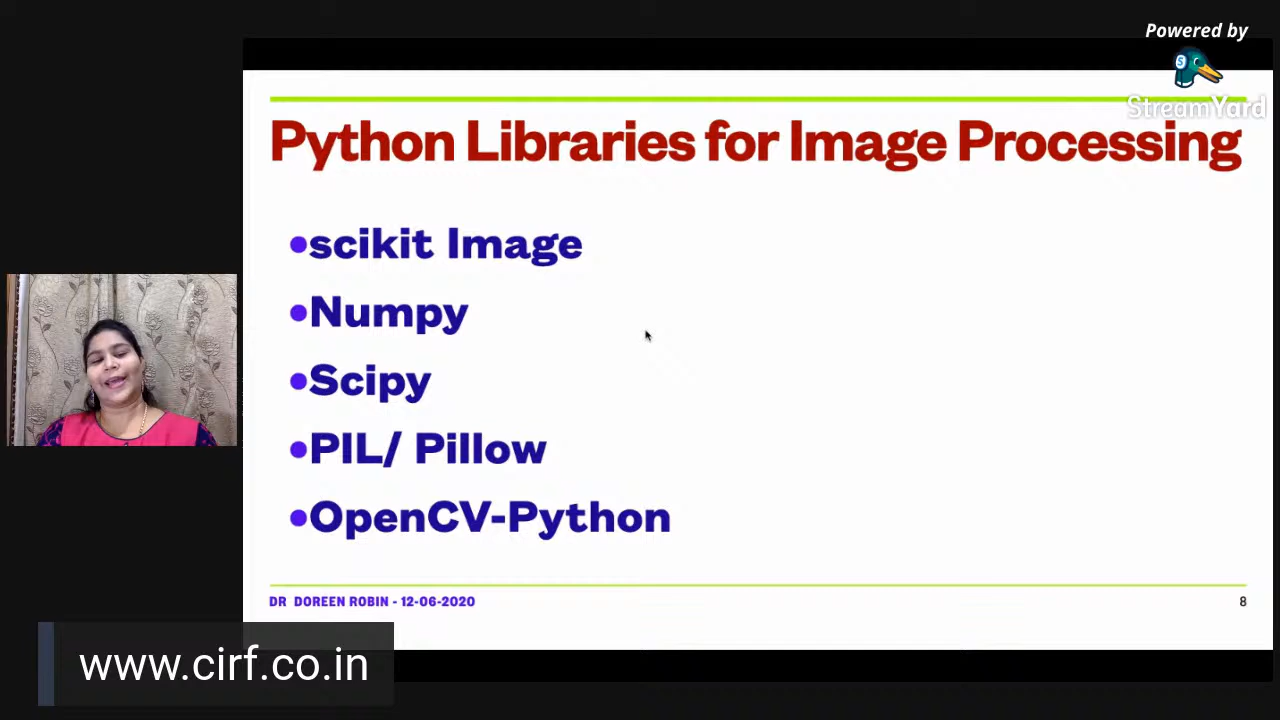 Powered by
StreamYard
Python Libraries for Image Processing
•scikit Image
•Numpy
•Scipy
•PIL/ Pillow
•OpenCV-Python
DR DOREEN ROBIN - 12-06-2020
8
www.cirf.co.in